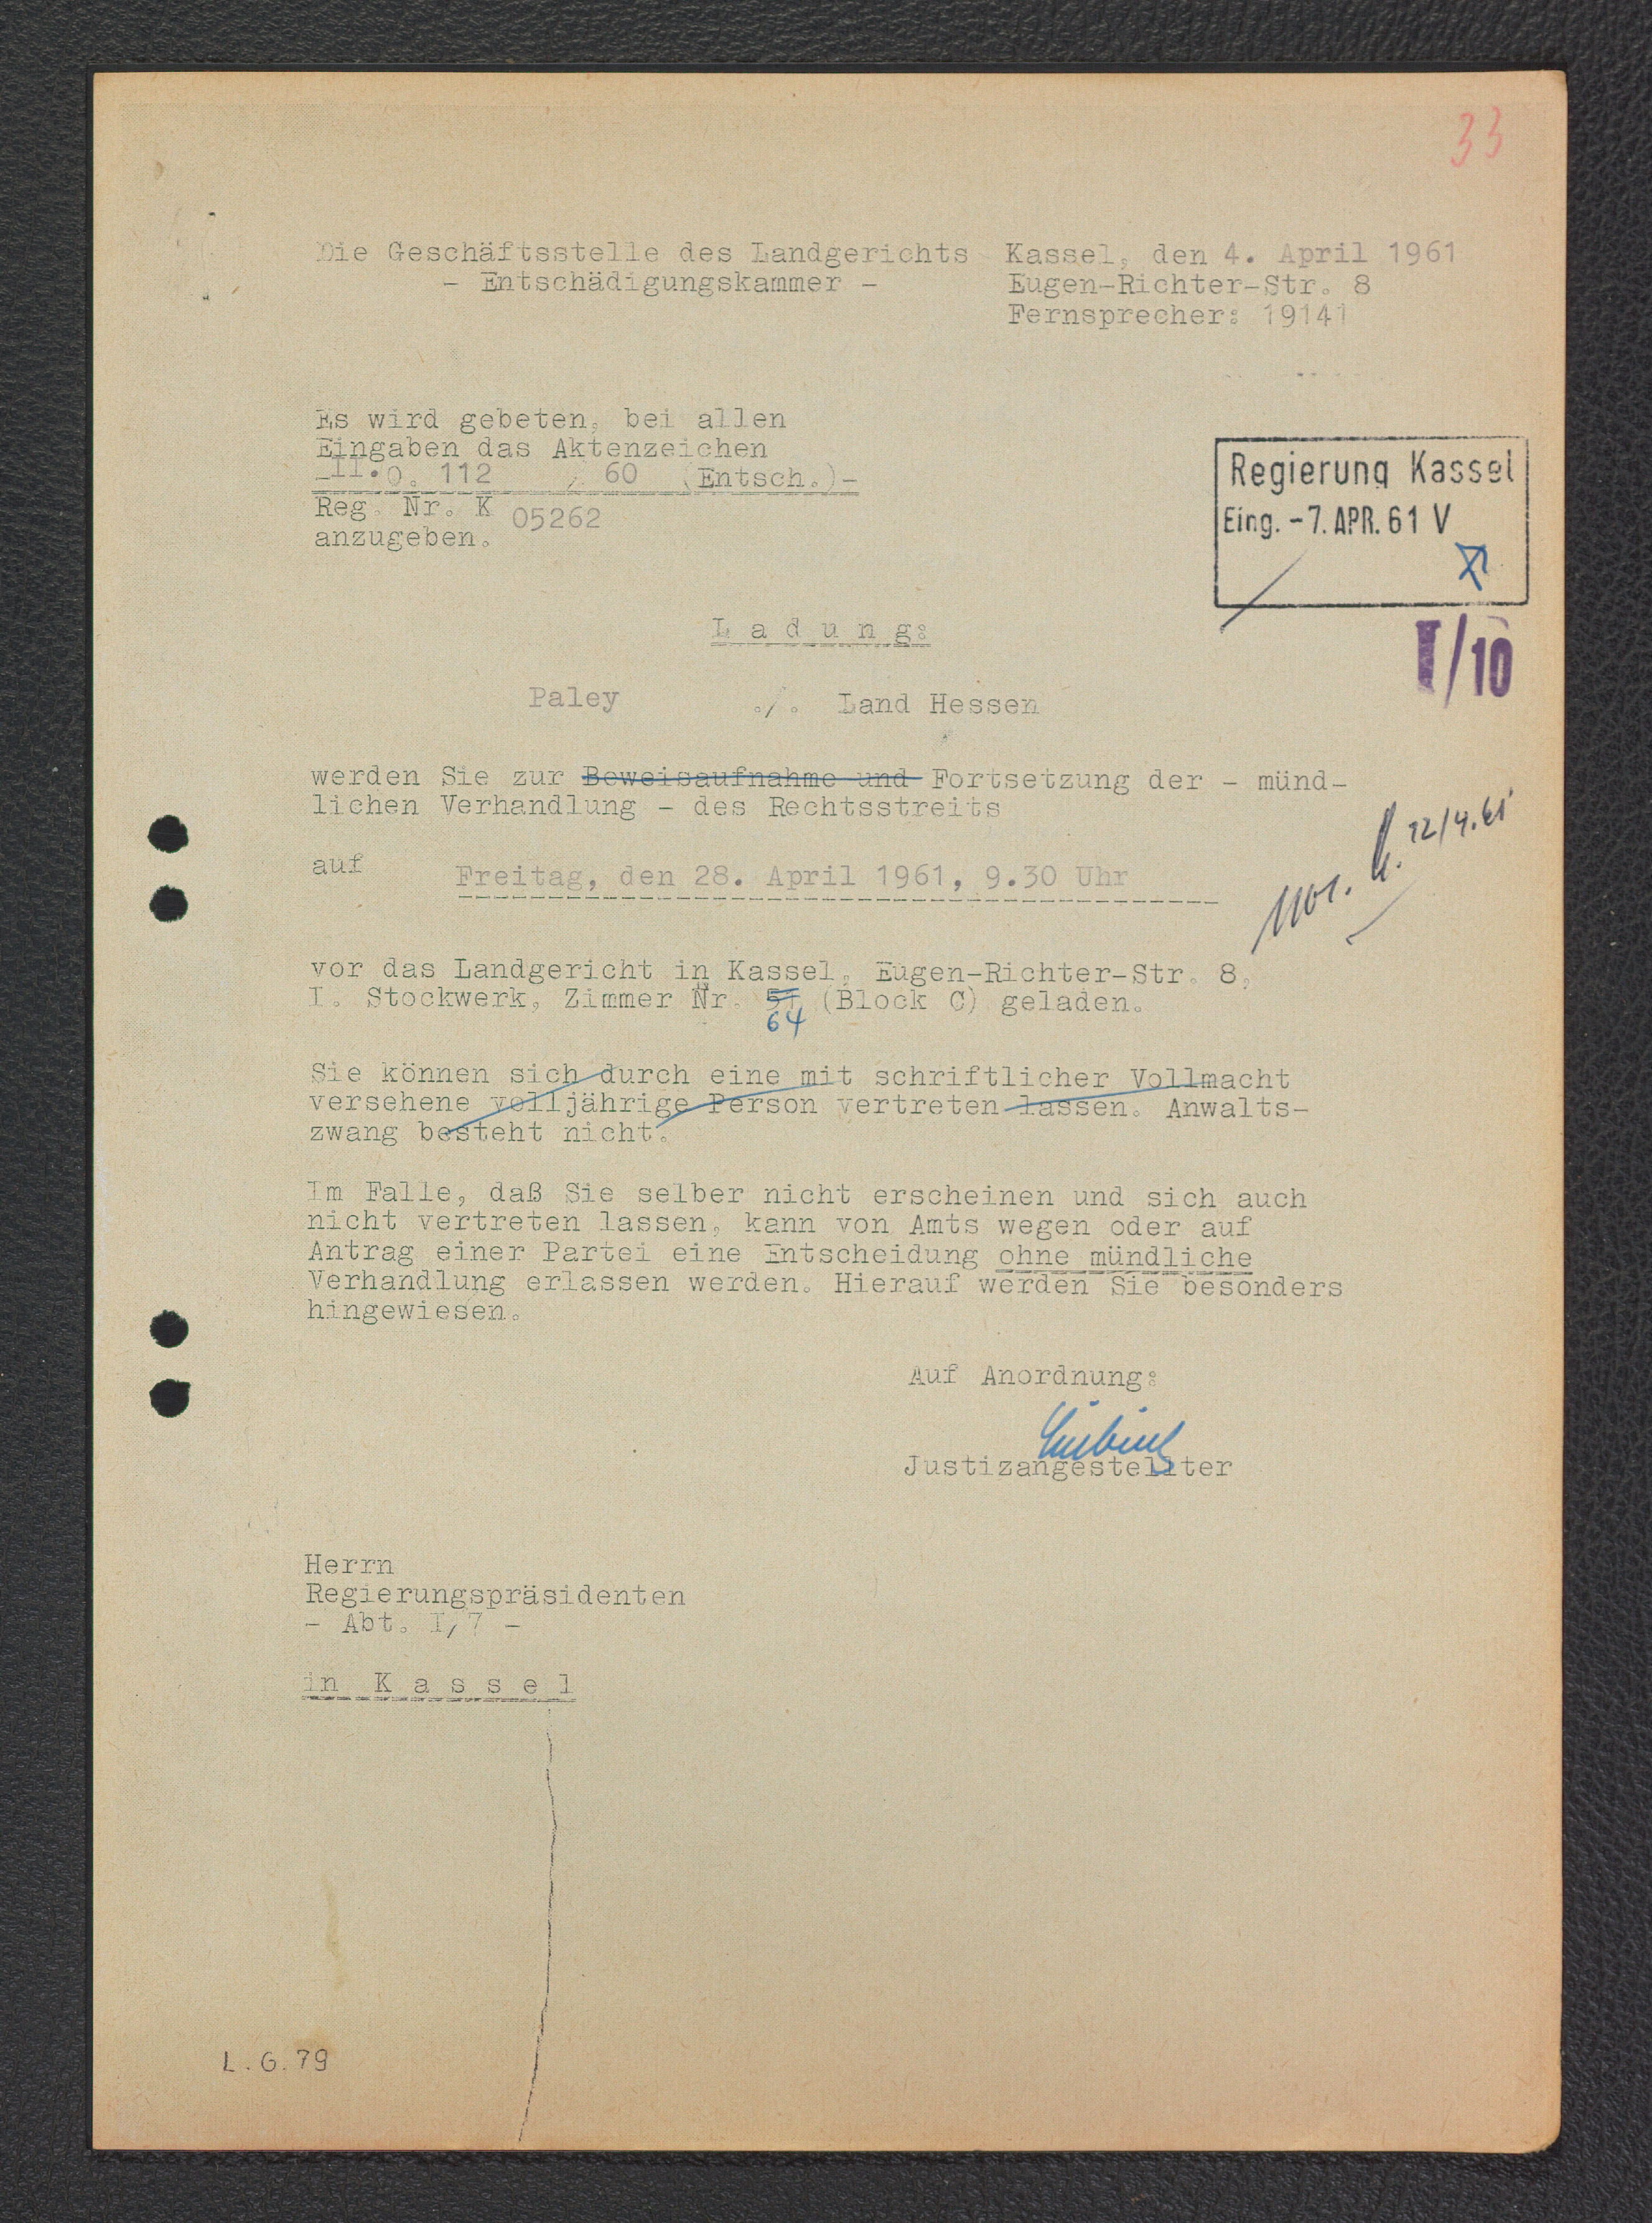 33
Die Geschäftsstelle des Landgerichts
- Entschädigungskammer -
Kassel, den 4. April 1961
Eugen-Richter-Str. 8
Fernsprecher: 19141
Es wird gebeten, bei allen
Eingaben das Aktenzeichen
-II.O. 112 / 60 (Entsch.)-
Reg. Nr. K 05262
anzugeben.
Regierung Kassel
Eing. -7. APR. 61 V
I/10
L a d u n g:
Paley ./. Land Hessen
werden Sie zur Beweisaufnahme und Fortsetzung der - münd-
lichen Verhandlung - des Rechtsstreits
12/4.61
auf Freitag, den 28. April 1961, 9.30 Uhr
vor das Landgericht in Kassel, Eugen-Richter-Str. 8,
I. Stockwerk, Zimmer Nr. (Block C) geladen.
64
Sie können sich durch eine mit schriftlicher Vollmacht
versehene volljährige Person vertreten lassen. Anwalts-
zwang besteht nicht.
Im Falle, daß Sie selber nicht erscheinen und sich auch
nicht vertreten lassen, kann von Amts wegen oder auf
Antrag einer Partei eine Entscheidung ohne mündliche
Verhandlung erlassen werden. Hierauf werden Sie besonders
hingewiesen.
Auf Anordnung:
Justizangestellter
Herrn
Regierungspräsidenten
- Abt. I/7 -
in K a s s e l
L.G.79